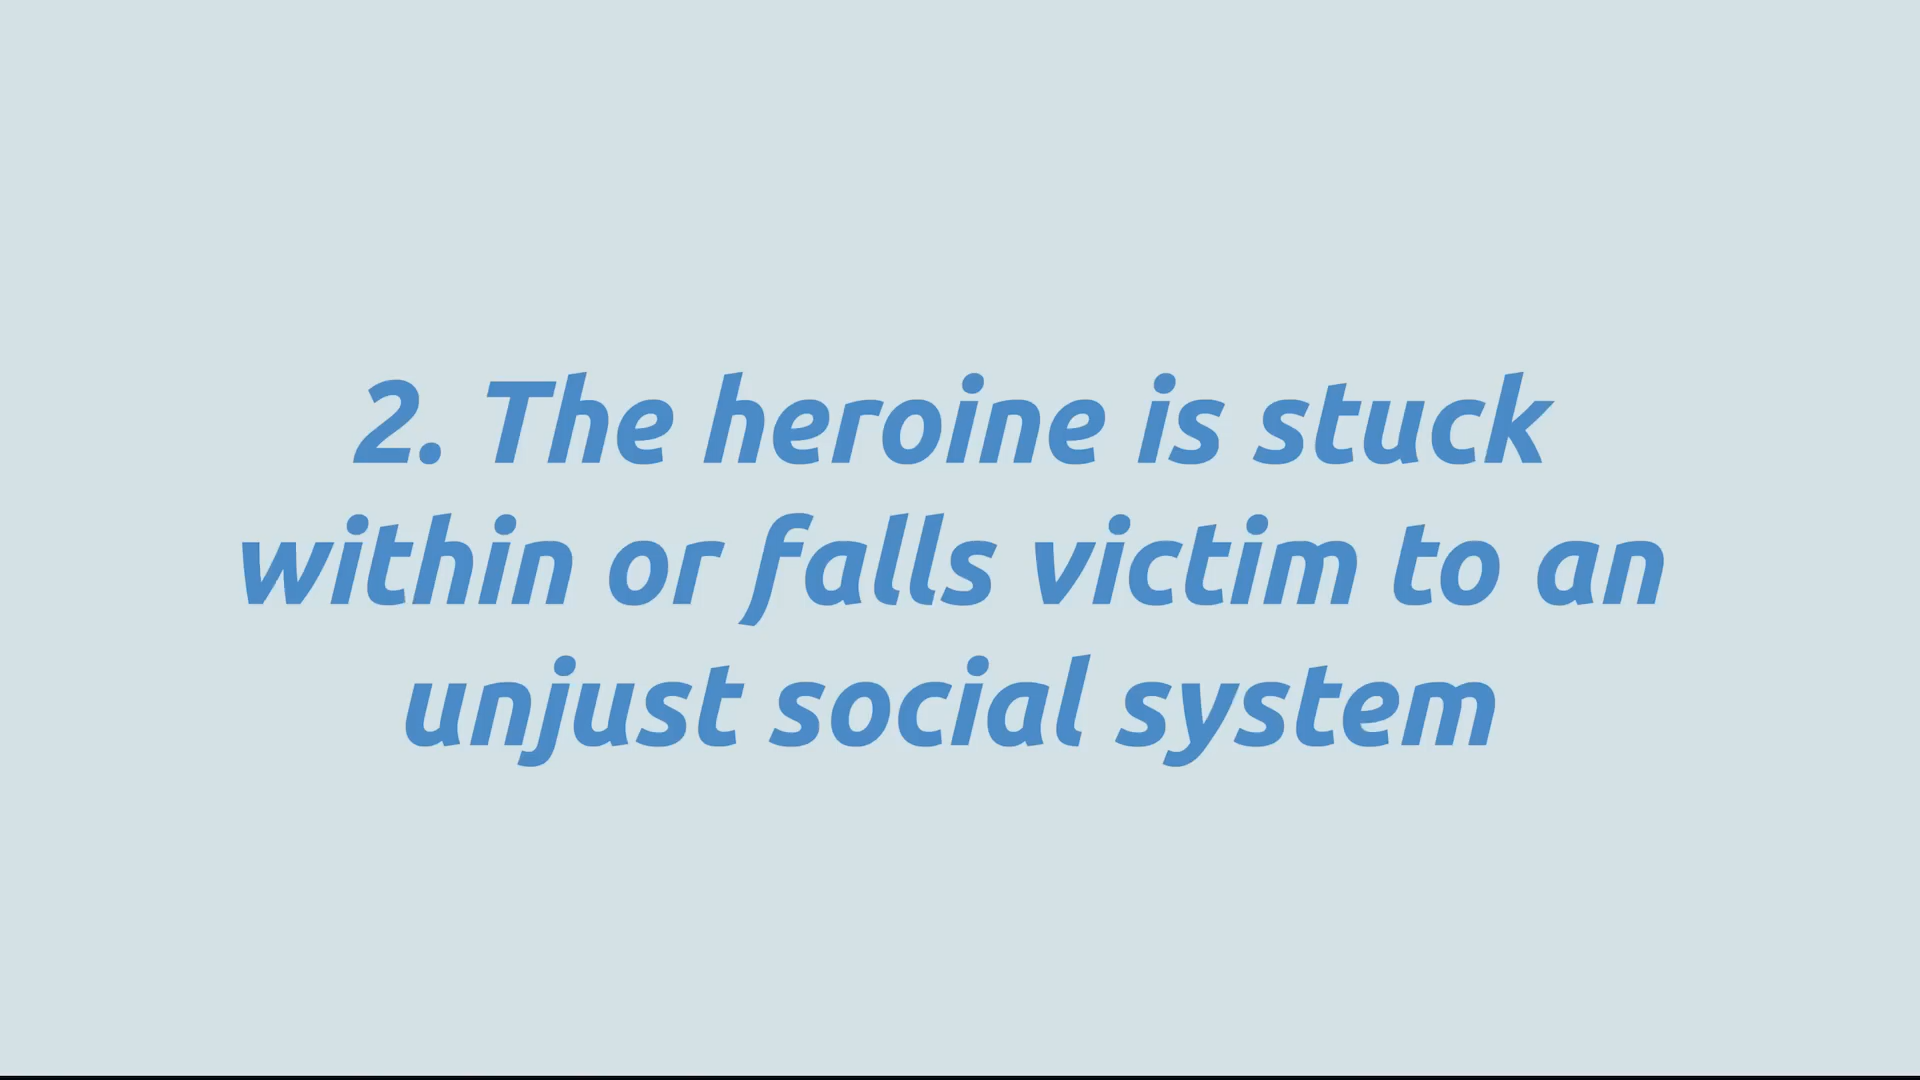 2. The heroine is stuck
within or falls victim to an
unjust social system